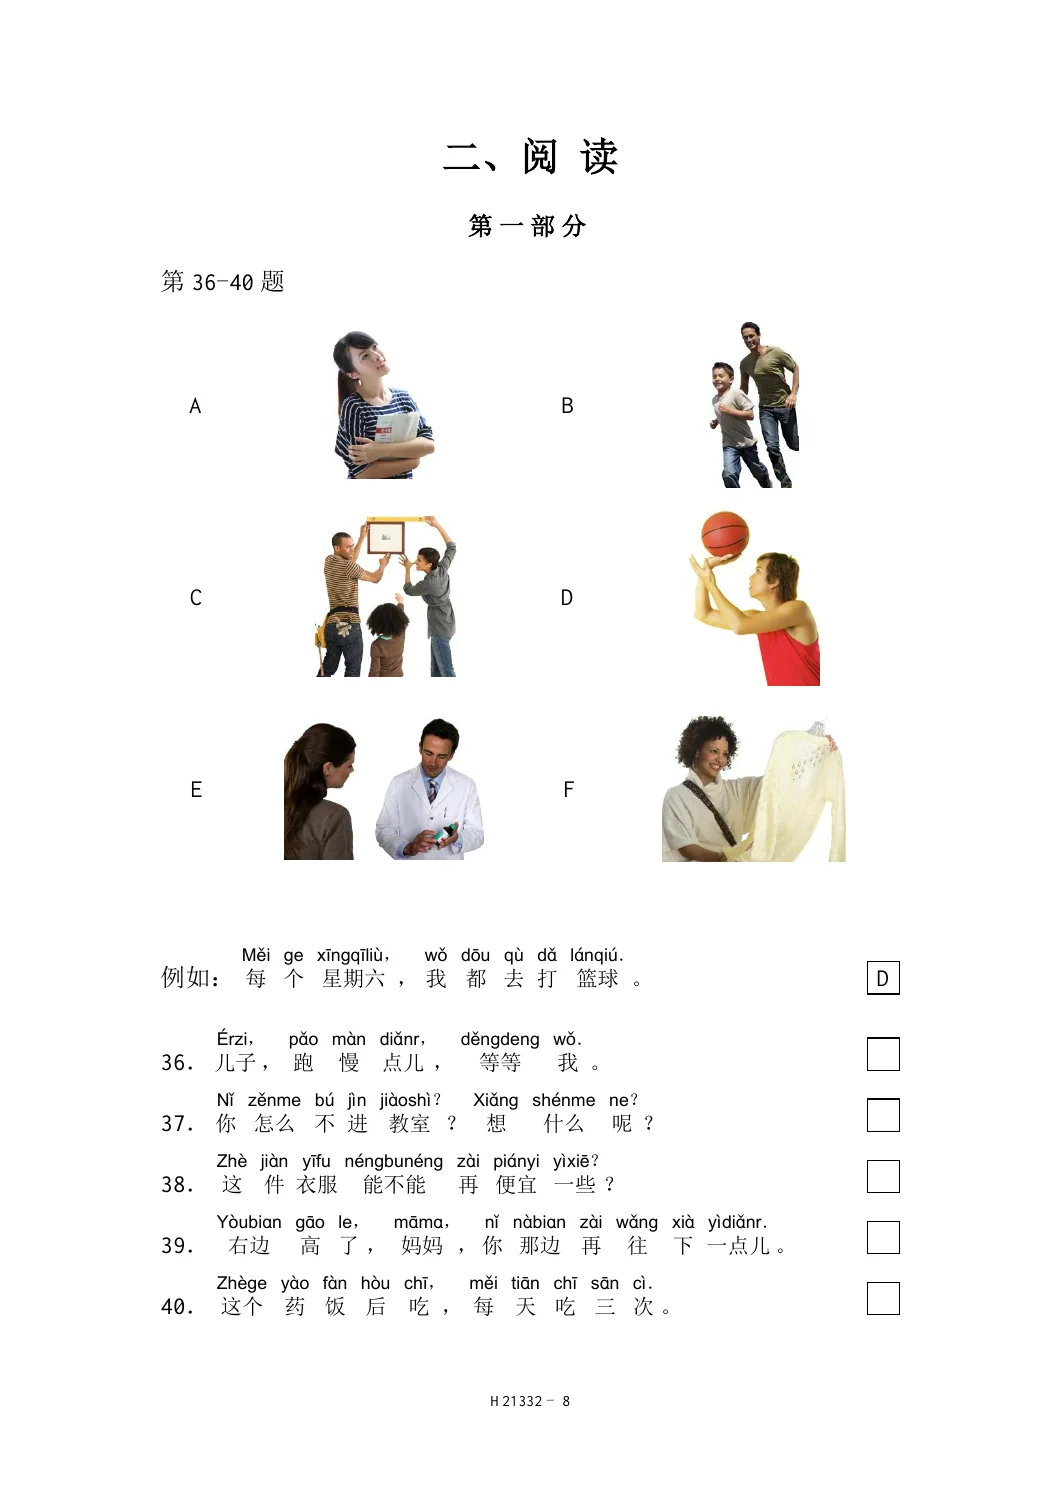 二、阅 读
第一部分
第 36-40 题
A
B
C
D
E
F
Měi ge xīngqīliù, wǒ dōu qù dǎ lánqiú.
例如： 每 个 星期六 ， 我 都 去 打 篮球 。 D
Érzi, pǎo màn diǎnr, děngdeng wǒ.
36. 儿子 ， 跑 慢 点儿 ， 等等 我 。
Nǐ zěnme bú jìn jiàoshì? Xiǎng shénme ne?
37. 你 怎么 不 进 教室 ？ 想 什么 呢 ？
Zhè jiàn yīfu néngbunéng zài piányi yìxiē?
38. 这 件 衣服 能不能 再 便宜 一些 ？
Yòubian gāo le, māma, nǐ nàbian zài wǎng xià yìdiǎnr.
39. 右边 高 了 ， 妈妈 ， 你 那边 再 往 下 一点儿 。
Zhège yào fàn hòu chī, měi tiān chī sān cì.
40. 这个 药 饭 后 吃 ， 每 天 吃 三 次 。
H21332 - 8